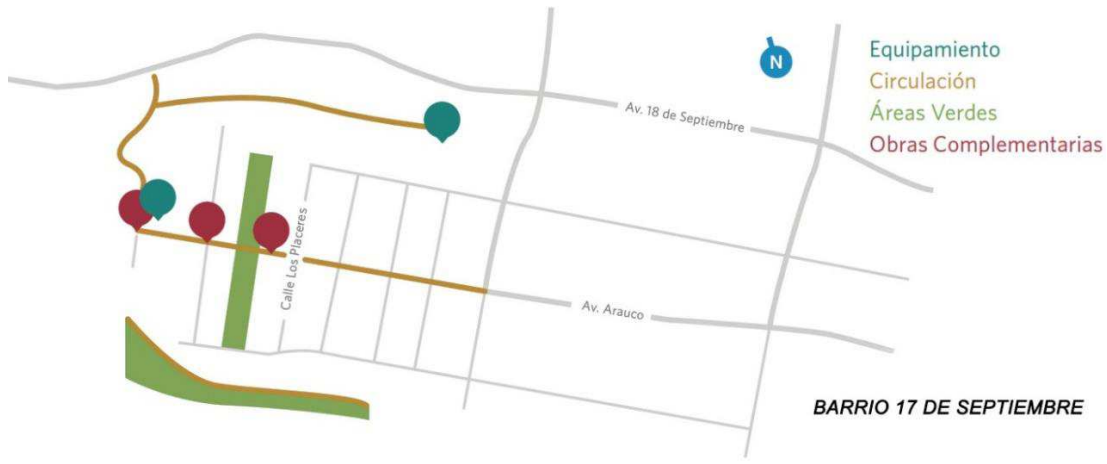 N
Equipamiento
Circulación
Áreas Verdes
Obras Complementarias
Av. 18 de Septiembre
Calle Los Placeres
Av. Arauco
BARRIO 17 DE SEPTIEMBRE